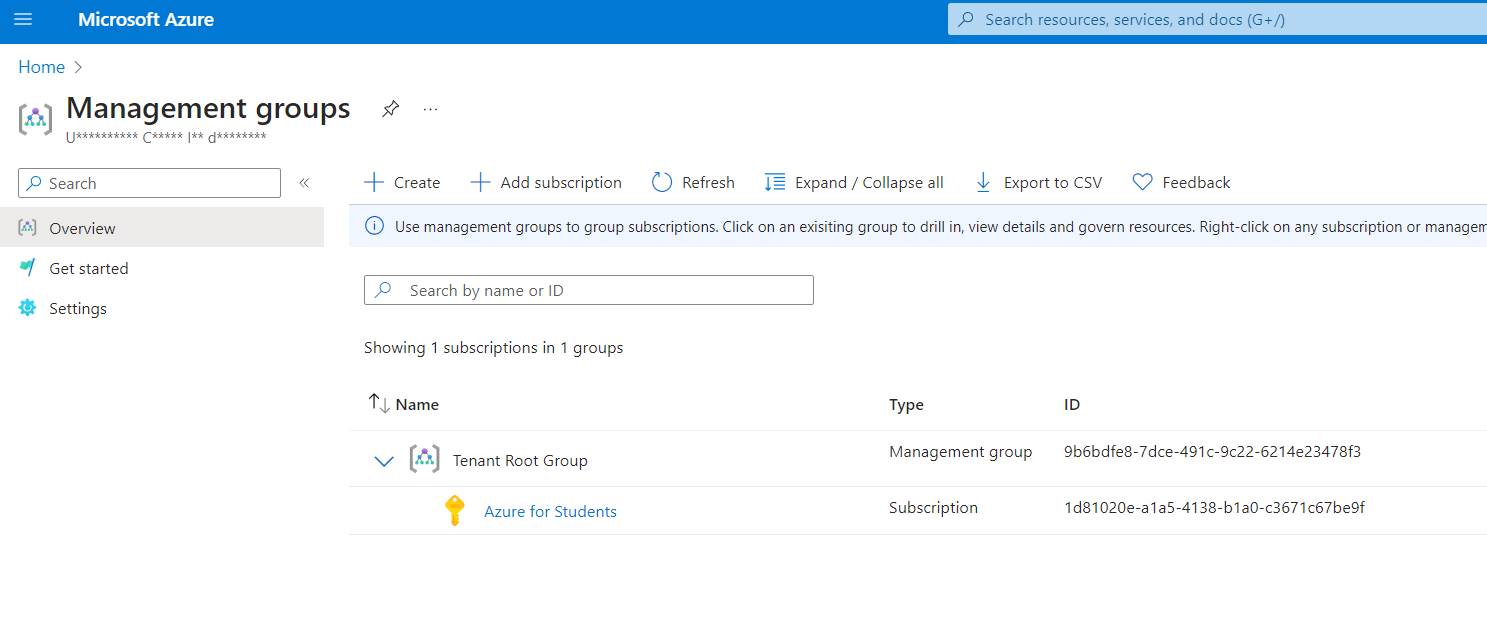 Microsoft Azure
Search resources, services, and docs (G+/)
Home
Management groups
U********** C***** I** d********
Search
Overview
Get started
Settings
Create
Add subscription
Refresh
Expand / Collapse all
Export to CSV
Feedback
Use management groups to group subscriptions. Click on an exisiting group to drill in, view details and govern resources. Right-click on any subscription or managem
Search by name or ID
Showing 1 subscriptions in 1 groups
Name Type ID
Tenant Root Group Management group 9b6bdfe8-7dce-491c-9c22-6214e23478f3
Azure for Students Subscription 1d81020e-a1a5-4138-b1a0-c3671c67be9f